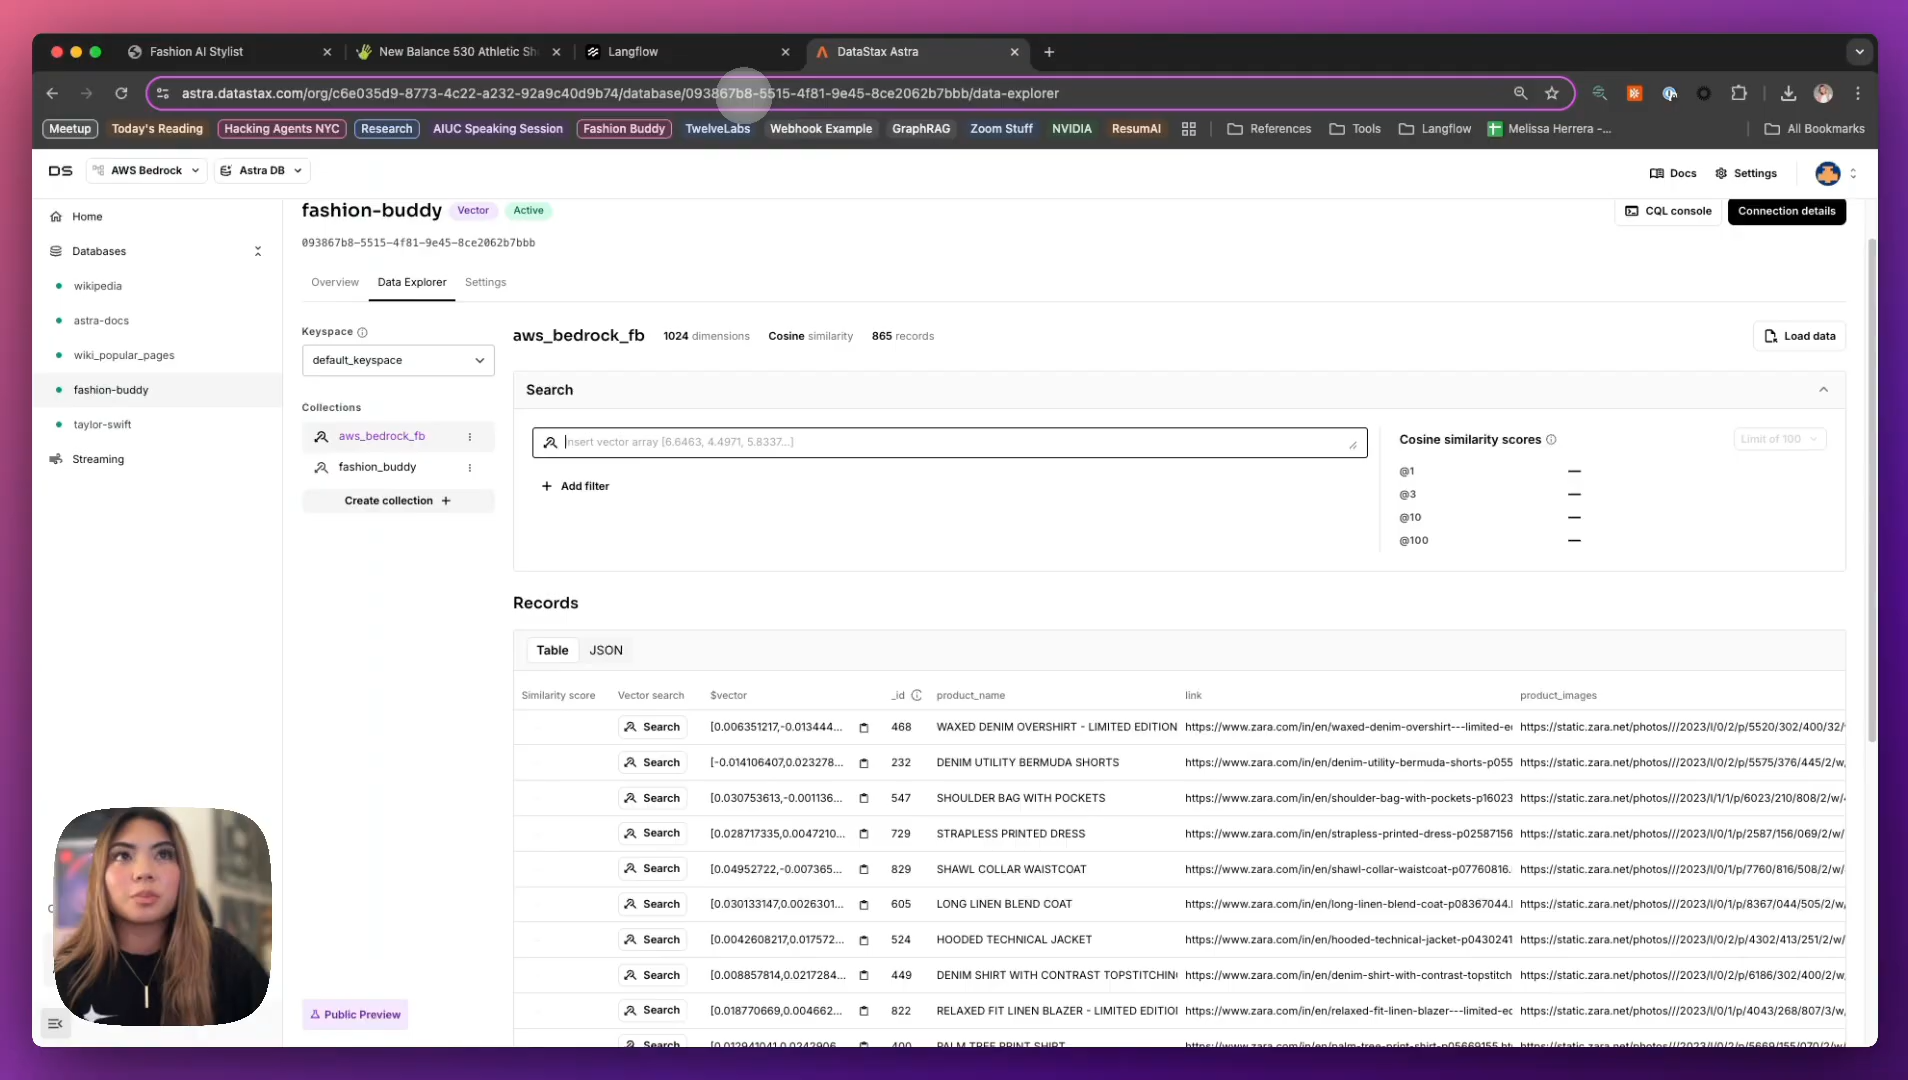 Fashion AI Stylist
New Balance 530 Athletic Sh
Langflow
DataStax Astra
astra.datastax.com/org/c6e035d9-8773-4c22-a232-92a9c40d9b74/database/093867b8-5515-4f81-9e45-8ce2062b7bbb/data-explorer
Meetup
Today's Reading
Hacking Agents NYC
Research
AIUC Speaking Session
Fashion Buddy
TwelveLabs
Webhook Example
GraphRAG
Zoom Stuff
NVIDIA
ResumAI
References
Tools
Langflow
Melissa Herrera -...
All Bookmarks
DS
AWS Bedrock
Astra DB
Docs
Settings
Home
Databases
wikipedia
astra-docs
wiki_popular_pages
fashion-buddy
taylor-swift
Streaming
fashion-buddy Vector Active
CQL console
Connection details
093867b8-5515-4f81-9e45-8ce2062b7bbb
Overview Data Explorer Settings
Keyspace
default_keyspace
Collections
aws_bedrock_fb
fashion_buddy
Create collection +
Public Preview
aws_bedrock_fb 1024 dimensions Cosine similarity 865 records
Load data
Search
Insert vector array [6.6463, 4.4971, 5.8337...]
+ Add filter
Cosine similarity scores
Limit of 100
@1 —
@3 —
@10 —
@100 —
Records
Table JSON
Similarity score Vector search $vector _id product_name link product_images
Search [0.006351217,-0.013444... 468 WAXED DENIM OVERSHIRT - LIMITED EDITION https://www.zara.com/in/en/waxed-denim-overshirt---limited-e https://static.zara.net/photos///2023/I/0/2/p/5520/302/400/32/
Search [-0.014106407,0.023278... 232 DENIM UTILITY BERMUDA SHORTS https://www.zara.com/in/en/denim-utility-bermuda-shorts-p055 https://static.zara.net/photos///2023/I/0/2/p/5575/376/445/2/w/
Search [0.030753613,-0.001136... 547 SHOULDER BAG WITH POCKETS https://www.zara.com/in/en/shoulder-bag-with-pockets-p16023 https://static.zara.net/photos///2023/I/1/1/p/6023/210/808/2/w/
Search [0.028717335,0.0047210... 729 STRAPLESS PRINTED DRESS https://www.zara.com/in/en/strapless-printed-dress-p02587156 https://static.zara.net/photos///2023/I/0/1/p/2587/156/069/2/w/
Search [0.04952722,-0.007365... 829 SHAWL COLLAR WAISTCOAT https://www.zara.com/in/en/shawl-collar-waistcoat-p07760816. https://static.zara.net/photos///2023/I/0/1/p/7760/816/508/2/w/
Search [0.030133147,0.0026301... 605 LONG LINEN BLEND COAT https://www.zara.com/in/en/long-linen-blend-coat-p08367044. https://static.zara.net/photos///2023/I/0/1/p/8367/044/505/2/w/
Search [0.0042608217,0.017572... 524 HOODED TECHNICAL JACKET https://www.zara.com/in/en/hooded-technical-jacket-p0430241 https://static.zara.net/photos///2023/I/0/2/p/4302/413/251/2/w/
Search [0.008857814,0.0217284... 449 DENIM SHIRT WITH CONTRAST TOPSTITCHIN https://www.zara.com/in/en/denim-shirt-with-contrast-topstitch https://static.zara.net/photos///2023/I/0/2/p/6186/302/400/2/w/
Search [0.018770669,0.004662... 822 RELAXED FIT LINEN BLAZER - LIMITED EDITIO https://www.zara.com/in/en/relaxed-fit-linen-blazer---limited-e https://static.zara.net/photos///2023/I/0/1/p/4043/268/807/3/w/
Search [0.012941041,0.0242906 400 PALM TREE PRINT SHIRT https://www.zara.com/in/en/palm-tree-print-shirt-p05669155 https://static.zara.net/photos///2023/I/0/1/p/5669/155/070/2/w/